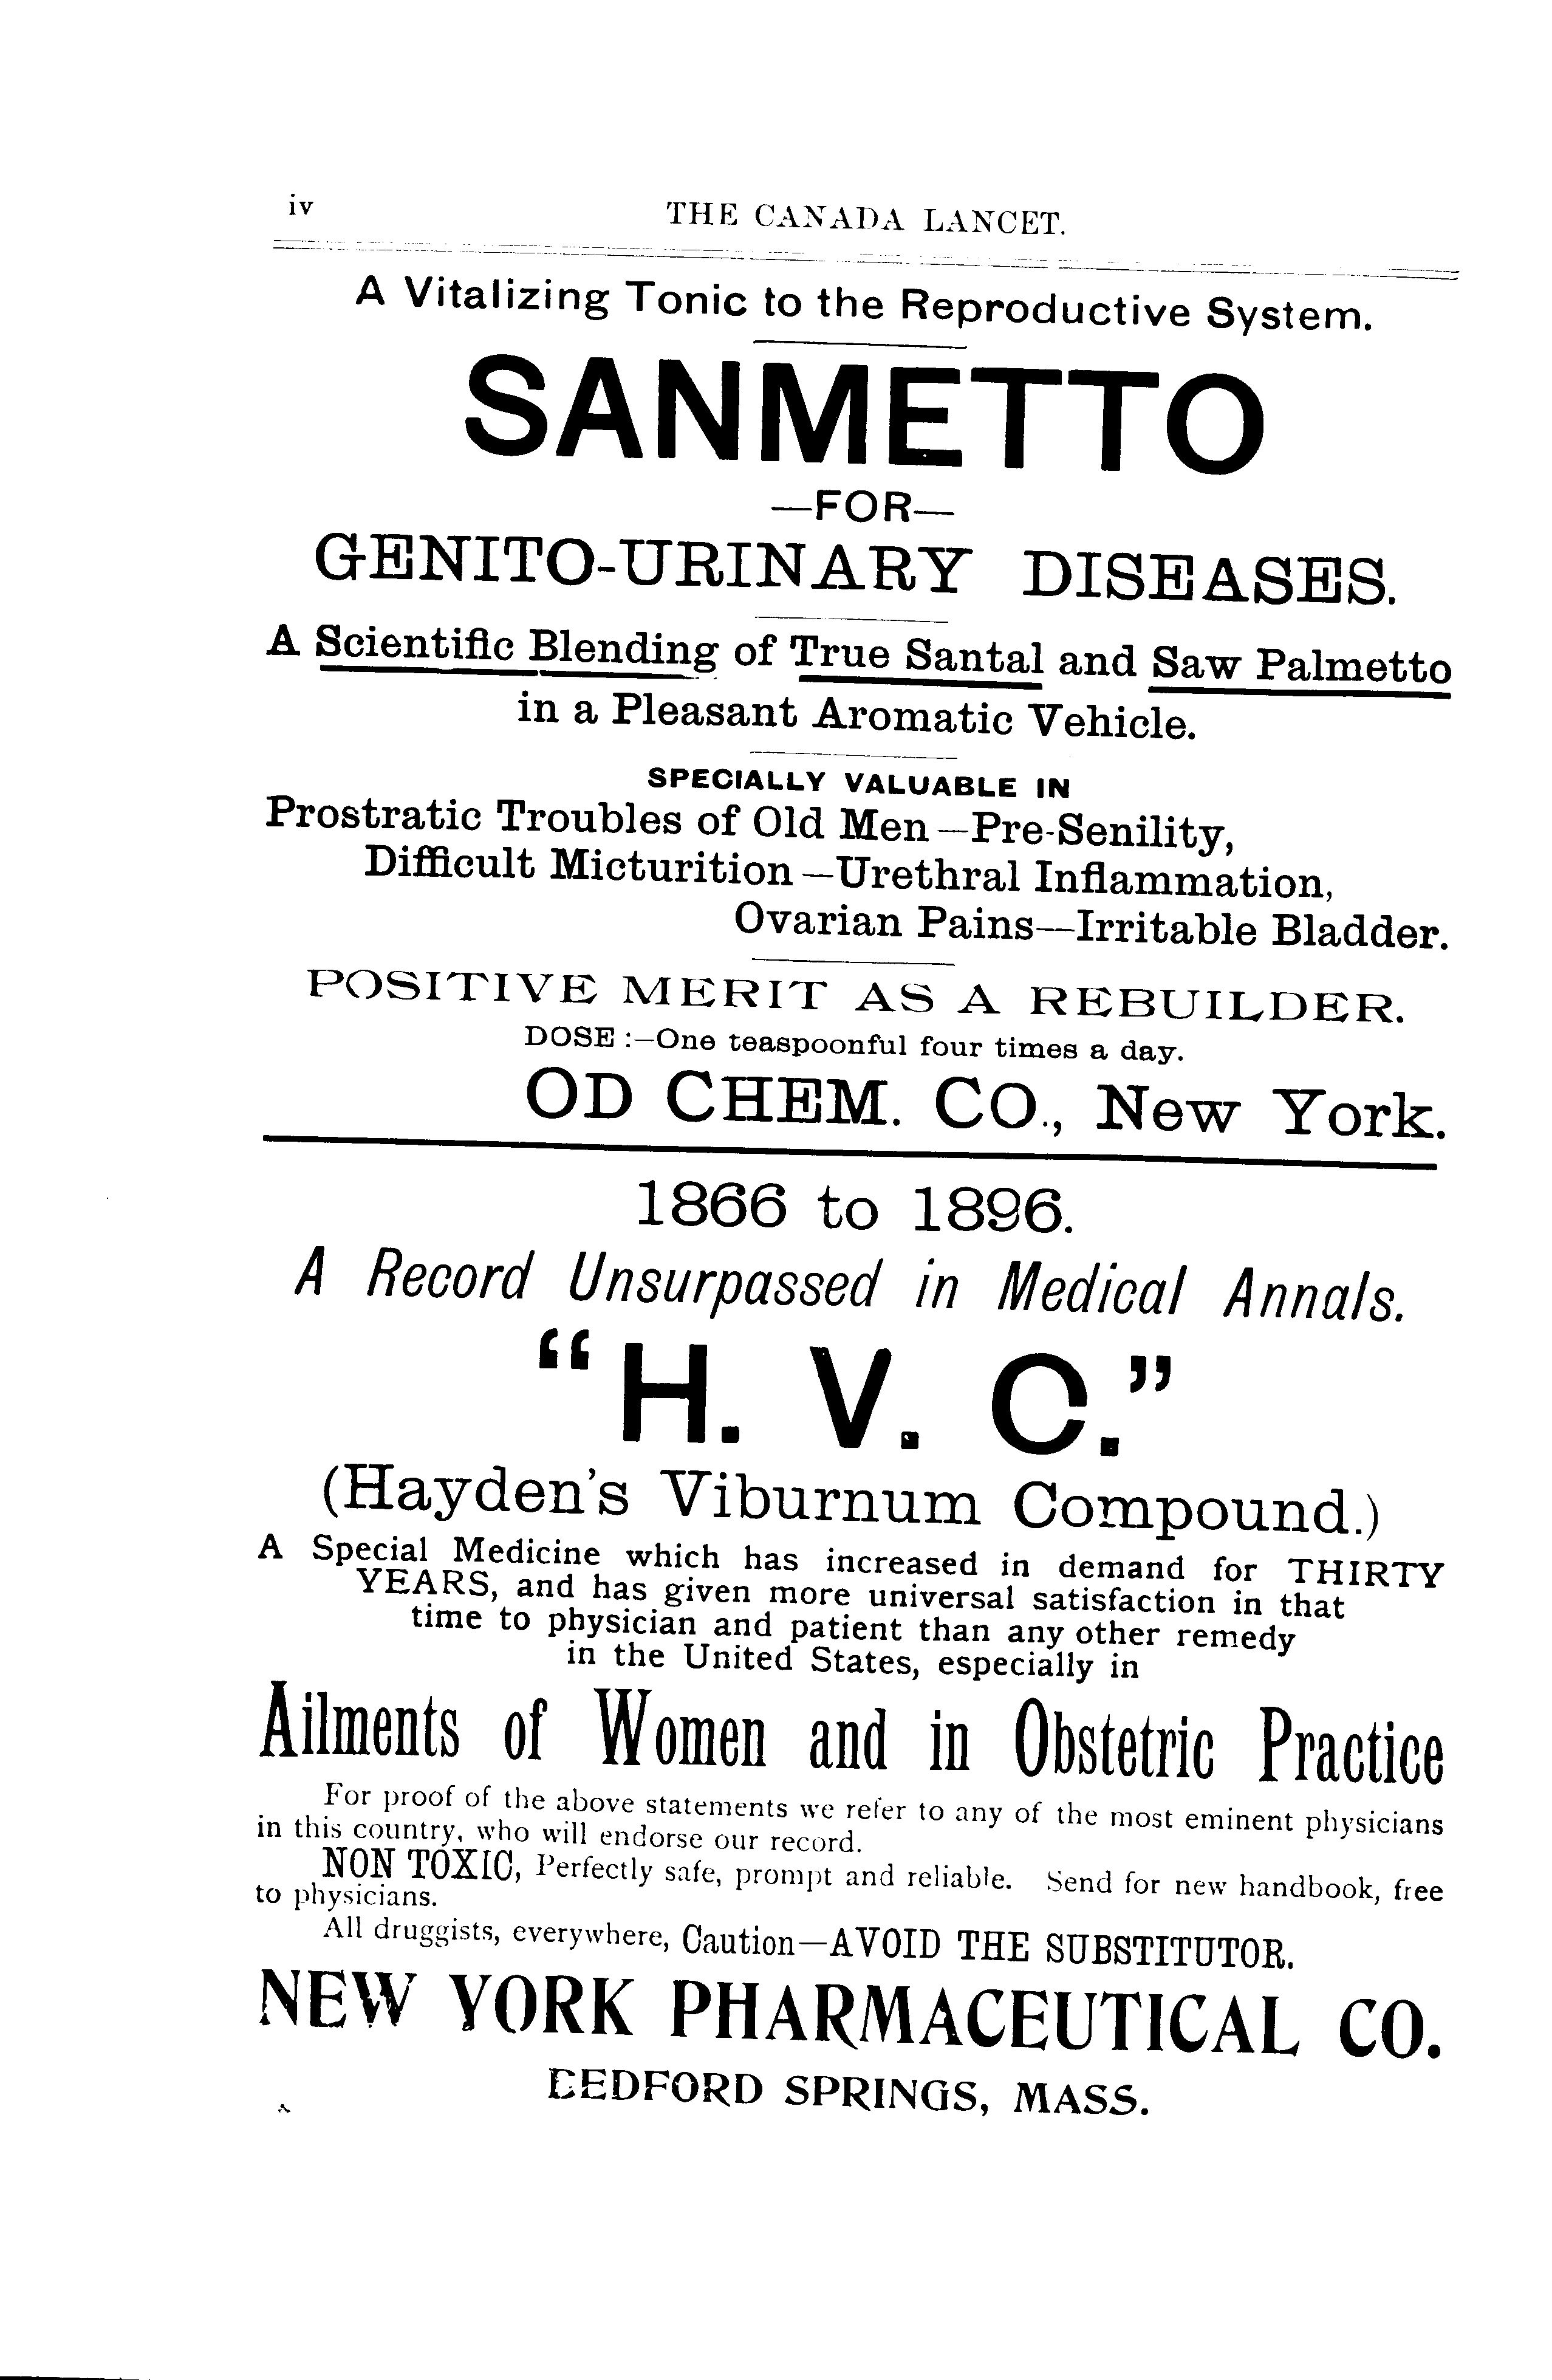 iv
THE CANADA LANCET.
A Vitalizing Tonic to the Reproductive System.
SANMETTO
—FOR—
GENITO-URINARY DISEASES.
A Scientific Blending of True Santal and Saw Palmetto
in a Pleasant Aromatic Vehicle.
SPECIALLY VALUABLE IN
Prostratic Troubles of Old Men—Pre-Senility,
Difficult Micturition—Urethral Inflammation,
Ovarian Pains—Irritable Bladder.
POSITIVE MERIT AS A REBUILDER.
DOSE:—One teaspoonful four times a day.
OD CHEM. CO., New York.
1866 to 1896.
A Record Unsurpassed in Medical Annals.
“H. V. C.”
(Hayden's Viburnum Compound.)
A Special Medicine which has increased in demand for THIRTY
YEARS, and has given more universal satisfaction in that
time to physician and patient than any other remedy
in the United States, especially in
Ailments of Women and in Obstetric Practice
For proof of the above statements we refer to any of the most eminent physicians
in this country, who will endorse our record.
NON TOXIC, Perfectly safe, prompt and reliable. Send for new handbook, free
to physicians.
All druggists, everywhere, Caution—AVOID THE SUBSTITUTOR.
NEW YORK PHARMACEUTICAL CO.
BEDFORD SPRINGS, MASS.